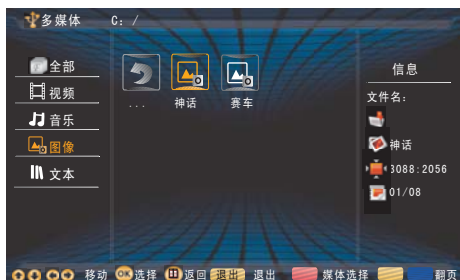 多媒体 C: /
全部
视频
音乐
图像
文本
...
神话
赛车
信息
文件名:
神话
3088:2056
01/08
移动 OK 选择 返回 退出 退出 媒体选择 翻页